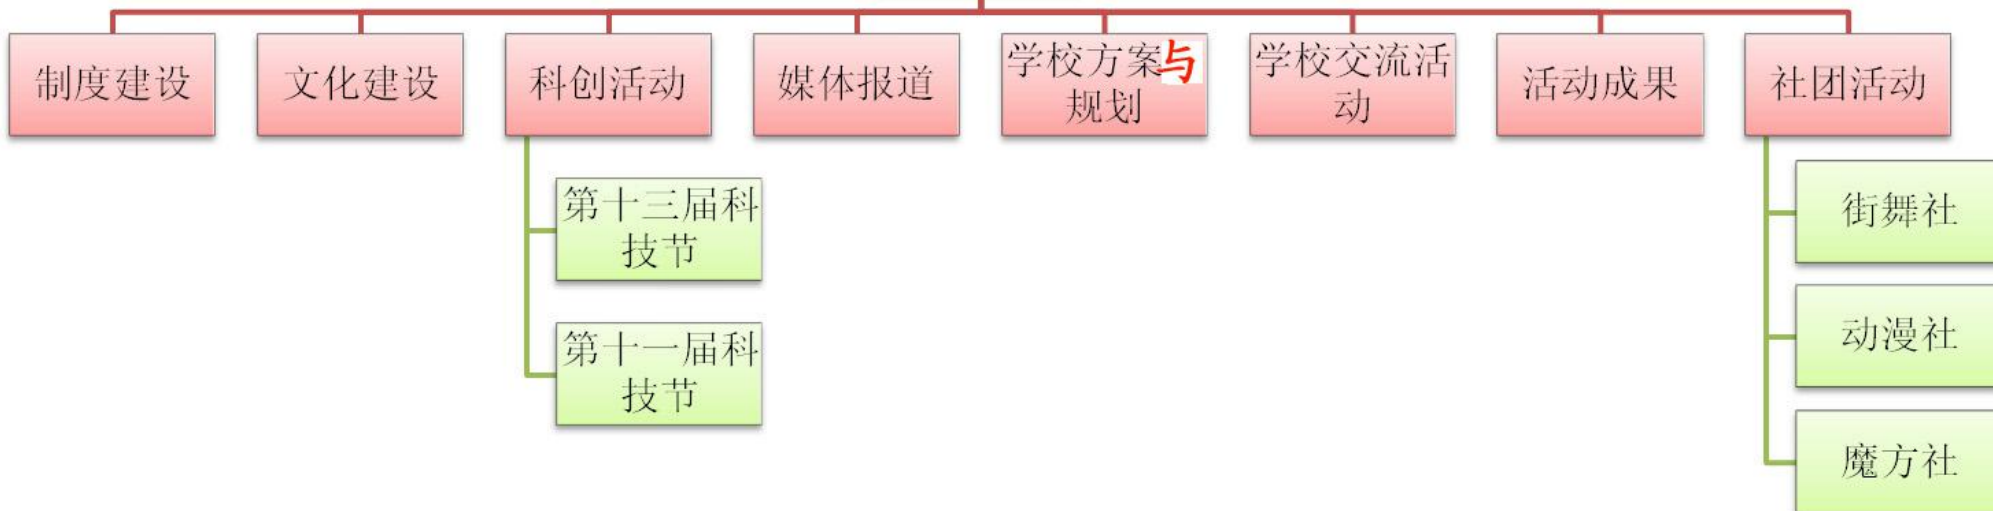 制度建设
文化建设
科创活动
媒体报道
学校方案与
规划
学校交流活
动
活动成果
社团活动
第十三届科
技节
第十一届科
技节
街舞社
动漫社
魔方社